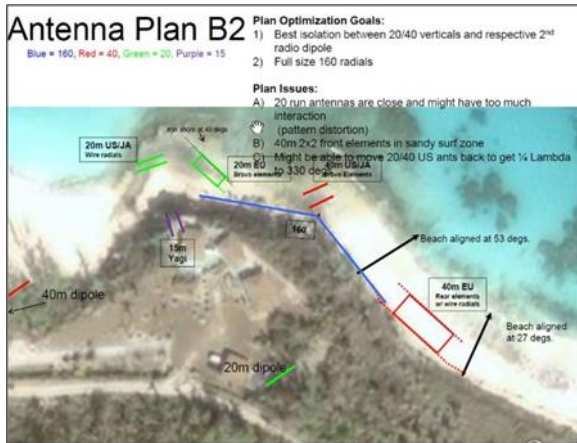 Antenna Plan B2
Blue = 160, Red = 40, Green = 20, Purple = 15
Plan Optimization Goals:
1) Best isolation between 20/40 verticals and respective 2nd
radio dipole
2) Full size 160 radials
Plan Issues:
A) 20 run antennas are close and might have too much
interaction
(pattern distortion)
B) 40m 2x2 front elements in sandy surf zone
C) Might be able to move 20/40 US ants back to get ¼ Lambda
to 330 deg
shore at 40 degs
20m US/JA
Wire radials
20m EU
Bravo elements
40m US/JA
Bravo Elements
160
15m
Yagi
Beach aligned at 53 degs.
40m EU
Rear elements
w/ wire radials
Beach aligned
at 27 degs.
40m dipole
20m dipole